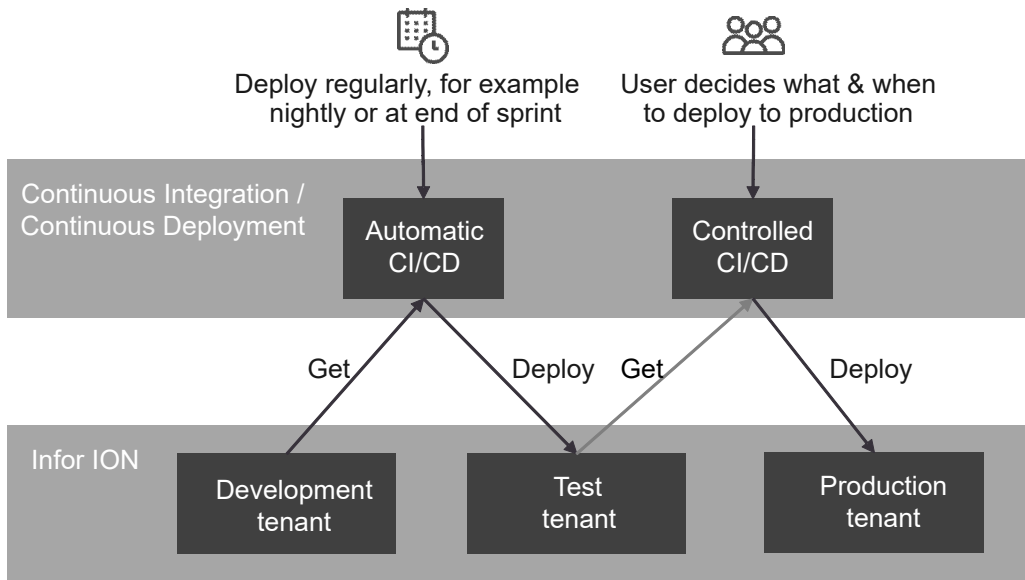 Deploy regularly, for example
nightly or at end of sprint
User decides what & when
to deploy to production
Continuous Integration /
Continuous Deployment
Automatic
CI/CD
Controlled
CI/CD
Get
Deploy
Get
Deploy
Infor ION
Development
tenant
Test
tenant
Production
tenant